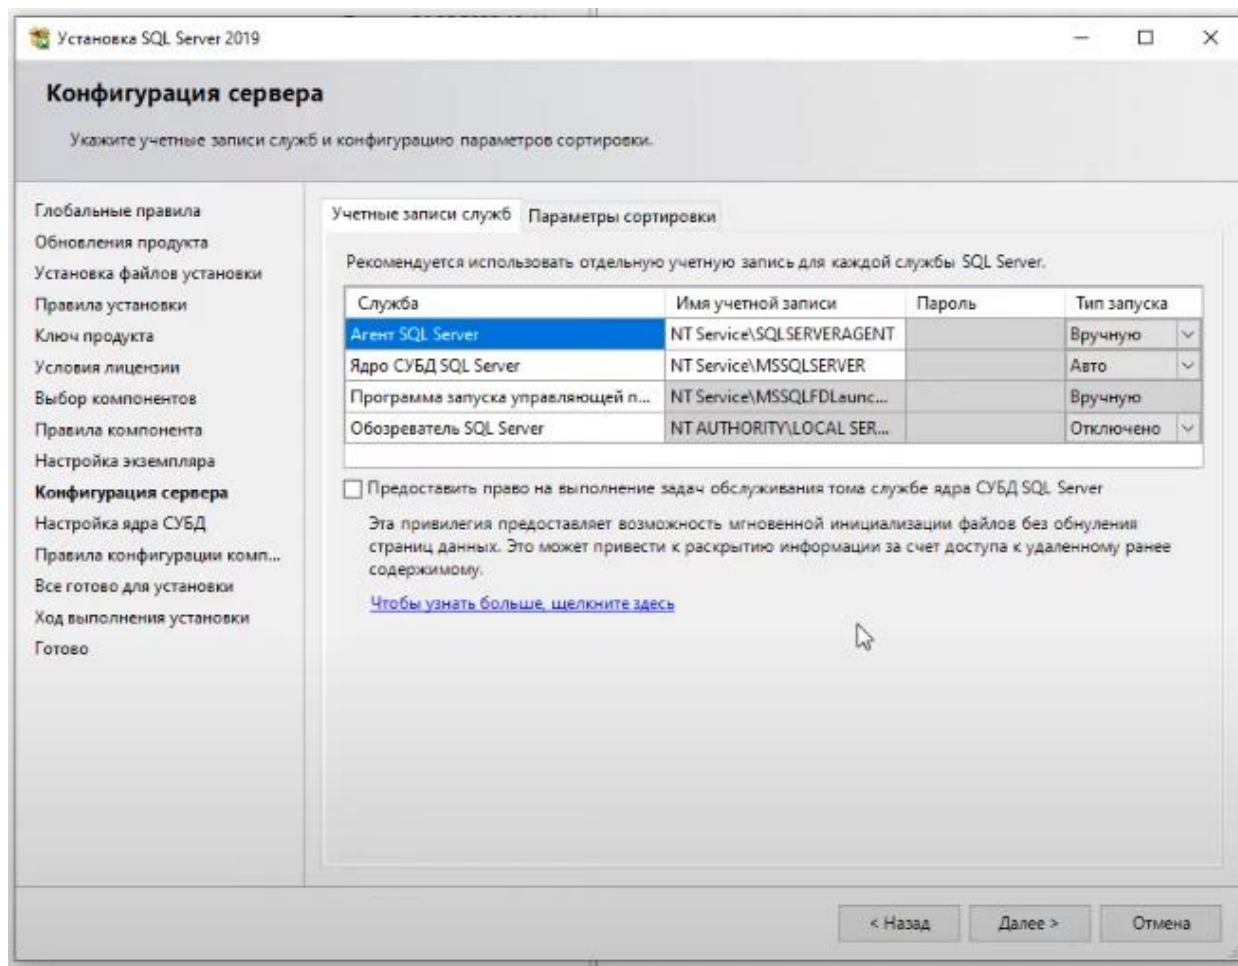 Установка SQL Server 2019
Конфигурация сервера
Укажите учетные записи служб и конфигурацию параметров сортировки.
Глобальные правила
Обновления продукта
Установка файлов установки
Правила установки
Ключ продукта
Условия лицензии
Выбор компонентов
Правила компонента
Настройка экземпляра
Конфигурация сервера
Настройка ядра СУБД
Правила конфигурации комп...
Все готово для установки
Ход выполнения установки
Готово
Учетные записи служб Параметры сортировки
Рекомендуется использовать отдельную учетную запись для каждой службы SQL Server.
Служба Имя учетной записи Пароль Тип запуска
Агент SQL Server NT Service\SQLSERVERAGENT Вручную
Ядро СУБД SQL Server NT Service\MSSQLSERVER Авто
Программа запуска управляющей п... NT Service\MSSQLFDLaunc... Вручную
Обозреватель SQL Server NT AUTHORITY\LOCAL SER... Отключено
Предоставить право на выполнение задач обслуживания тома службе ядра СУБД SQL Server
Эта привилегия предоставляет возможность мгновенной инициализации файлов без обнуления
страниц данных. Это может привести к раскрытию информации за счет доступа к удаленному ранее
содержимому.
Чтобы узнать больше, щелкните здесь
< Назад Далее > Отмена